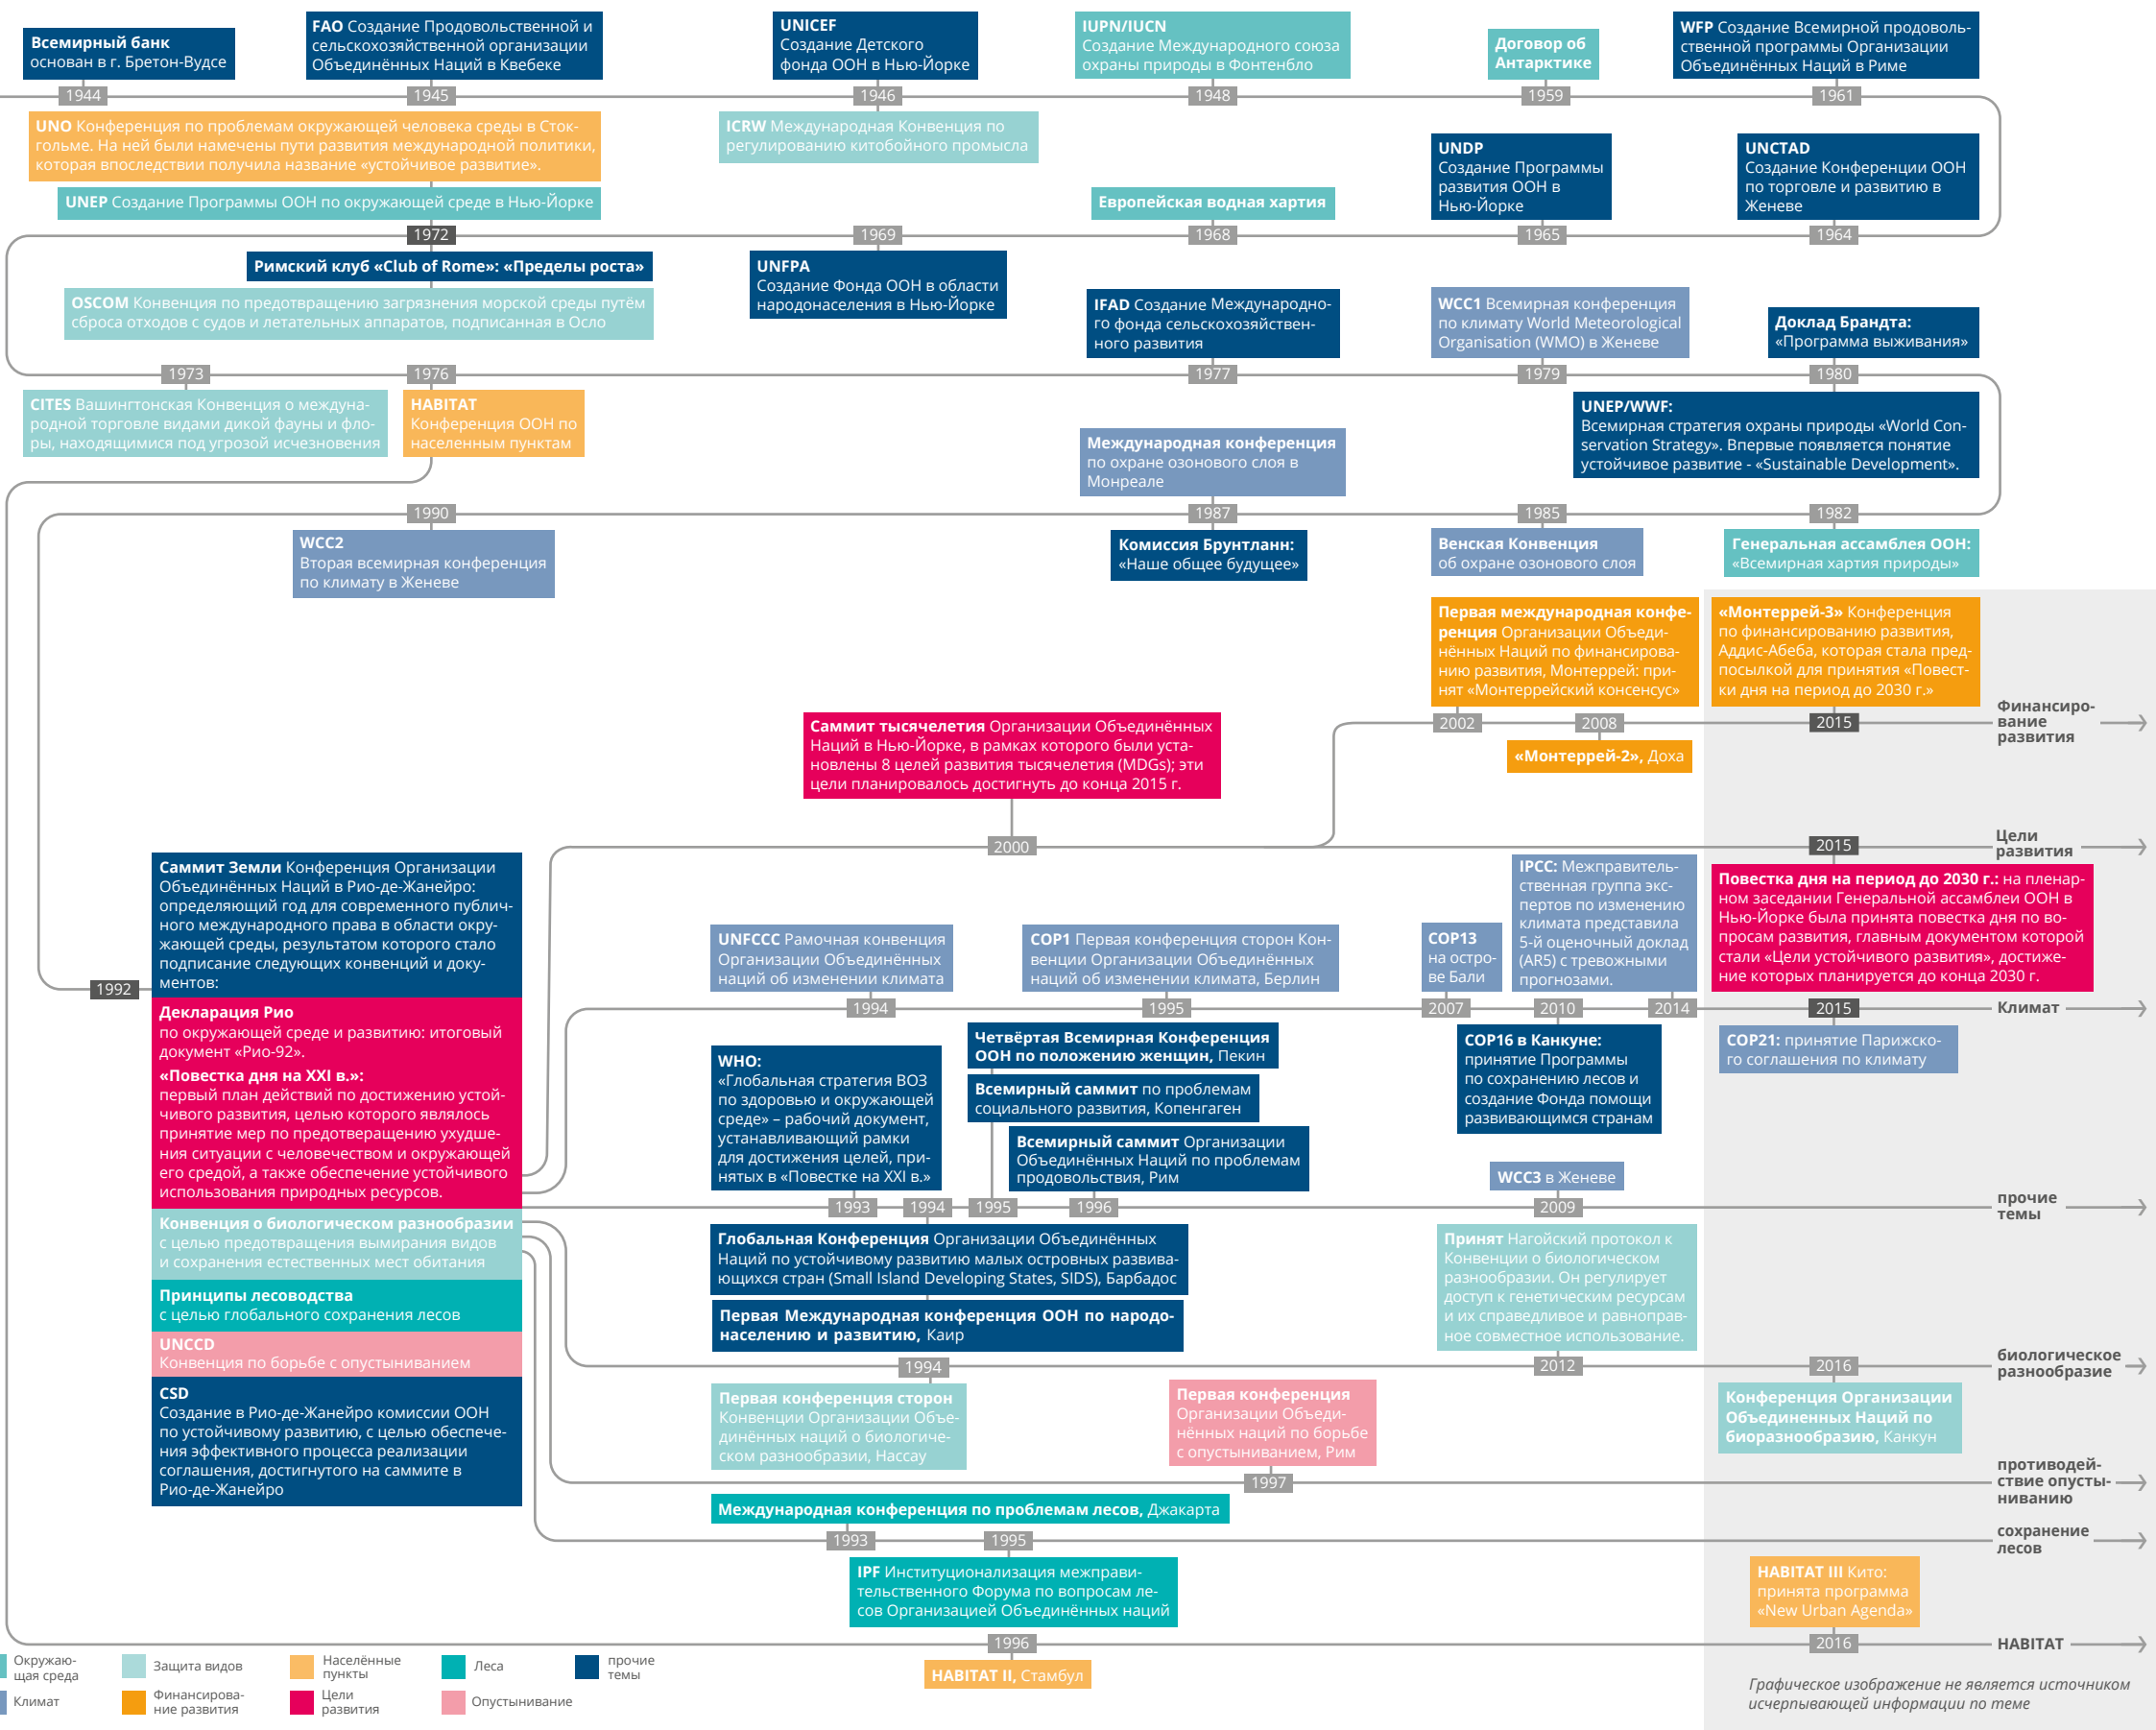 Всемирный банк
основан в г. Бретон-Вудсе
FAO Создание Продовольственной и
сельскохозяйственной организации
Объединённых Наций в Квебеке
UNICEF
Создание Детского
фонда ООН в Нью-Йорке
IUPN/IUCN
Создание Международного союза
охраны природы в Фонтенбло
Договор об
Антарктике
WFP Создание Всемирной продоволь-
ственной программы Организации
Объединённых Наций в Риме
1944
1945
1946
1948
1959
1961
UNO Конференция по проблемам окружающей человека среды в Сток-
гольме. На ней были намечены пути развития международной политики,
которая впоследствии получила название «устойчивое развитие».
ICRW Международная Конвенция по
регулированию китобойного промысла
UNDP
Создание Программы
развития ООН в
Нью-Йорке
UNCTAD
Создание Конференции ООН
по торговле и развитию в
Женеве
UNEP Создание Программы ООН по окружающей среде в Нью-Йорке
Европейская водная хартия
1972
1969
1968
1965
1964
Римский клуб «Club of Rome»: «Пределы роста»
OSCOM Конвенция по предотвращению загрязнения морской среды путём
сброса отходов с судов и летательных аппаратов, подписанная в Осло
UNFPA
Создание Фонда ООН в области
народонаселения в Нью-Йорке
IFAD Создание Международно-
го фонда сельскохозяйствен-
ного развития
WCC1 Всемирная конференция
по климату World Meteorological
Organisation (WMO) в Женеве
Доклад Брандта:
«Программа выживания»
1973
1976
1977
1979
1980
CITES Вашингтонская Конвенция о междуна-
родной торговле видами дикой фауны и фло-
ры, находящимися под угрозой исчезновения
HABITAT
Конференция ООН по
населенным пунктам
Международная конференция
по охране озонового слоя в
Монреале
UNEP/WWF:
Всемирная стратегия охраны природы «World Con-
servation Strategy». Впервые появляется понятие
устойчивое развитие - «Sustainable Development».
1990
1987
1985
1982
WCC2
Вторая всемирная конференция
по климату в Женеве
Комиссия Брунтланн:
«Наше общее будущее»
Венская Конвенция
об охране озонового слоя
Генеральная ассамблея ООН:
«Всемирная хартия природы»
Первая международная конфе-
ренция Организации Объеди-
нённых Наций по финансирова-
нию развития, Монтеррей: при-
нят «Монтеррейский консенсус»
«Монтеррей-3» Конференция
по финансированию развития,
Аддис-Абеба, которая стала пред-
посылкой для принятия «Повест-
ки дня на период до 2030 г.»
2002
2008
2015
Финансиро-
вание
развития
«Монтеррей-2», Доха
Саммит тысячелетия Организации Объединённых
Наций в Нью-Йорке, в рамках которого были уста-
новлены 8 целей развития тысячелетия (MDGs); эти
цели планировалось достигнуть до конца 2015 г.
2000
2015
Цели
развития
Повестка дня на период до 2030 г.: на пленар-
ном заседании Генеральной ассамблеи ООН в
Нью-Йорке была принята повестка дня по во-
просам развития, главным документом которой
стали «Цели устойчивого развития», достиже-
ние которых планируется до конца 2030 г.
1992
Саммит Земли Конференция Организации
Объединённых Наций в Рио-де-Жанейро:
определяющий год для современного публич-
ного международного права в области окру-
жающей среды, результатом которого стало
подписание следующих конвенций и доку-
ментов:
Декларация Рио
по окружающей среде и развитию: итоговый
документ «Рио-92».
«Повестка дня на XXI в.»:
первый план действий по достижению устой-
чивого развития, целью которого являлось
принятие мер по предотвращению ухудше-
ния ситуации с человечеством и окружающей
его средой, а также обеспечение устойчивого
использования природных ресурсов.
Конвенция о биологическом разнообразии
с целью предотвращения вымирания видов
и сохранения естественных мест обитания
Принципы лесоводства
с целью глобального сохранения лесов
UNCCD
Конвенция по борьбе с опустыниванием
CSD
Создание в Рио-де-Жанейро комиссии ООН
по устойчивому развитию, с целью обеспече-
ния эффективного процесса реализации
соглашения, достигнутого на саммите в
Рио-де-Жанейро
UNFCCC Рамочная конвенция
Организации Объединённых
наций об изменении климата
COP1 Первая конференция сторон Кон-
венции Организации Объединённых
наций об изменении климата, Берлин
COP13
на остро-
ве Бали
IPCC: Межправитель-
ственная группа экс-
пертов по изменению
климата представила
5-й оценочный доклад
(AR5) с тревожными
прогнозами.
1994
1995
2007
2010
2014
2015
Климат
COP16 в Канкуне:
принятие Программы
по сохранению лесов и
создание Фонда помощи
развивающимся странам
COP21: принятие Парижско-
го соглашения по климату
WHO:
«Глобальная стратегия ВОЗ
по здоровью и окружающей
среде» – рабочий документ,
устанавливающий рамки
для достижения целей, при-
нятых в «Повестке на XXI в.»
Четвёртая Всемирная Конференция
ООН по положению женщин, Пекин
Всемирный саммит по проблемам
социального развития, Копенгаген
Всемирный саммит Организации
Объединённых Наций по проблемам
продовольствия, Рим
WCC3 в Женеве
1993
1994
1995
1996
2009
прочие
темы
Глобальная Конференция Организации Объединённых
Наций по устойчивому развитию малых островных развива-
ющихся стран (Small Island Developing States, SIDS), Барбадос
Первая Международная конференция ООН по народо-
населению и развитию, Каир
Принят Нагойский протокол к
Конвенции о биологическом
разнообразии. Он регулирует
доступ к генетическим ресурсам
и их справедливое и равноправ-
ное совместное использование.
1994
2012
2016
биологическое
разнообразие
Первая конференция сторон
Конвенции Организации Объе-
динённых наций о биологиче-
ском разнообразии, Нассау
Первая конференция
Организации Объеди-
нённых наций по борьбе
с опустыниванием, Рим
Конференция Организации
Объединенных Наций по
биоразнообразию, Канкун
1997
противодей-
ствие опусты-
ниванию
Международная конференция по проблемам лесов, Джакарта
1993
1995
сохранение
лесов
IPF Институционализация межправи-
тельственного Форума по вопросам ле-
сов Организацией Объединённых наций
HABITAT III Кито:
принята программа
«New Urban Agenda»
1996
2016
HABITAT
HABITAT II, Стамбул
Окружаю-
щая среда
Защита видов
Населённые
пункты
Леса
прочие
темы
Климат
Финансирова-
ние развития
Цели
развития
Опустынивание
Графическое изображение не является источником
исчерпывающей информации по теме